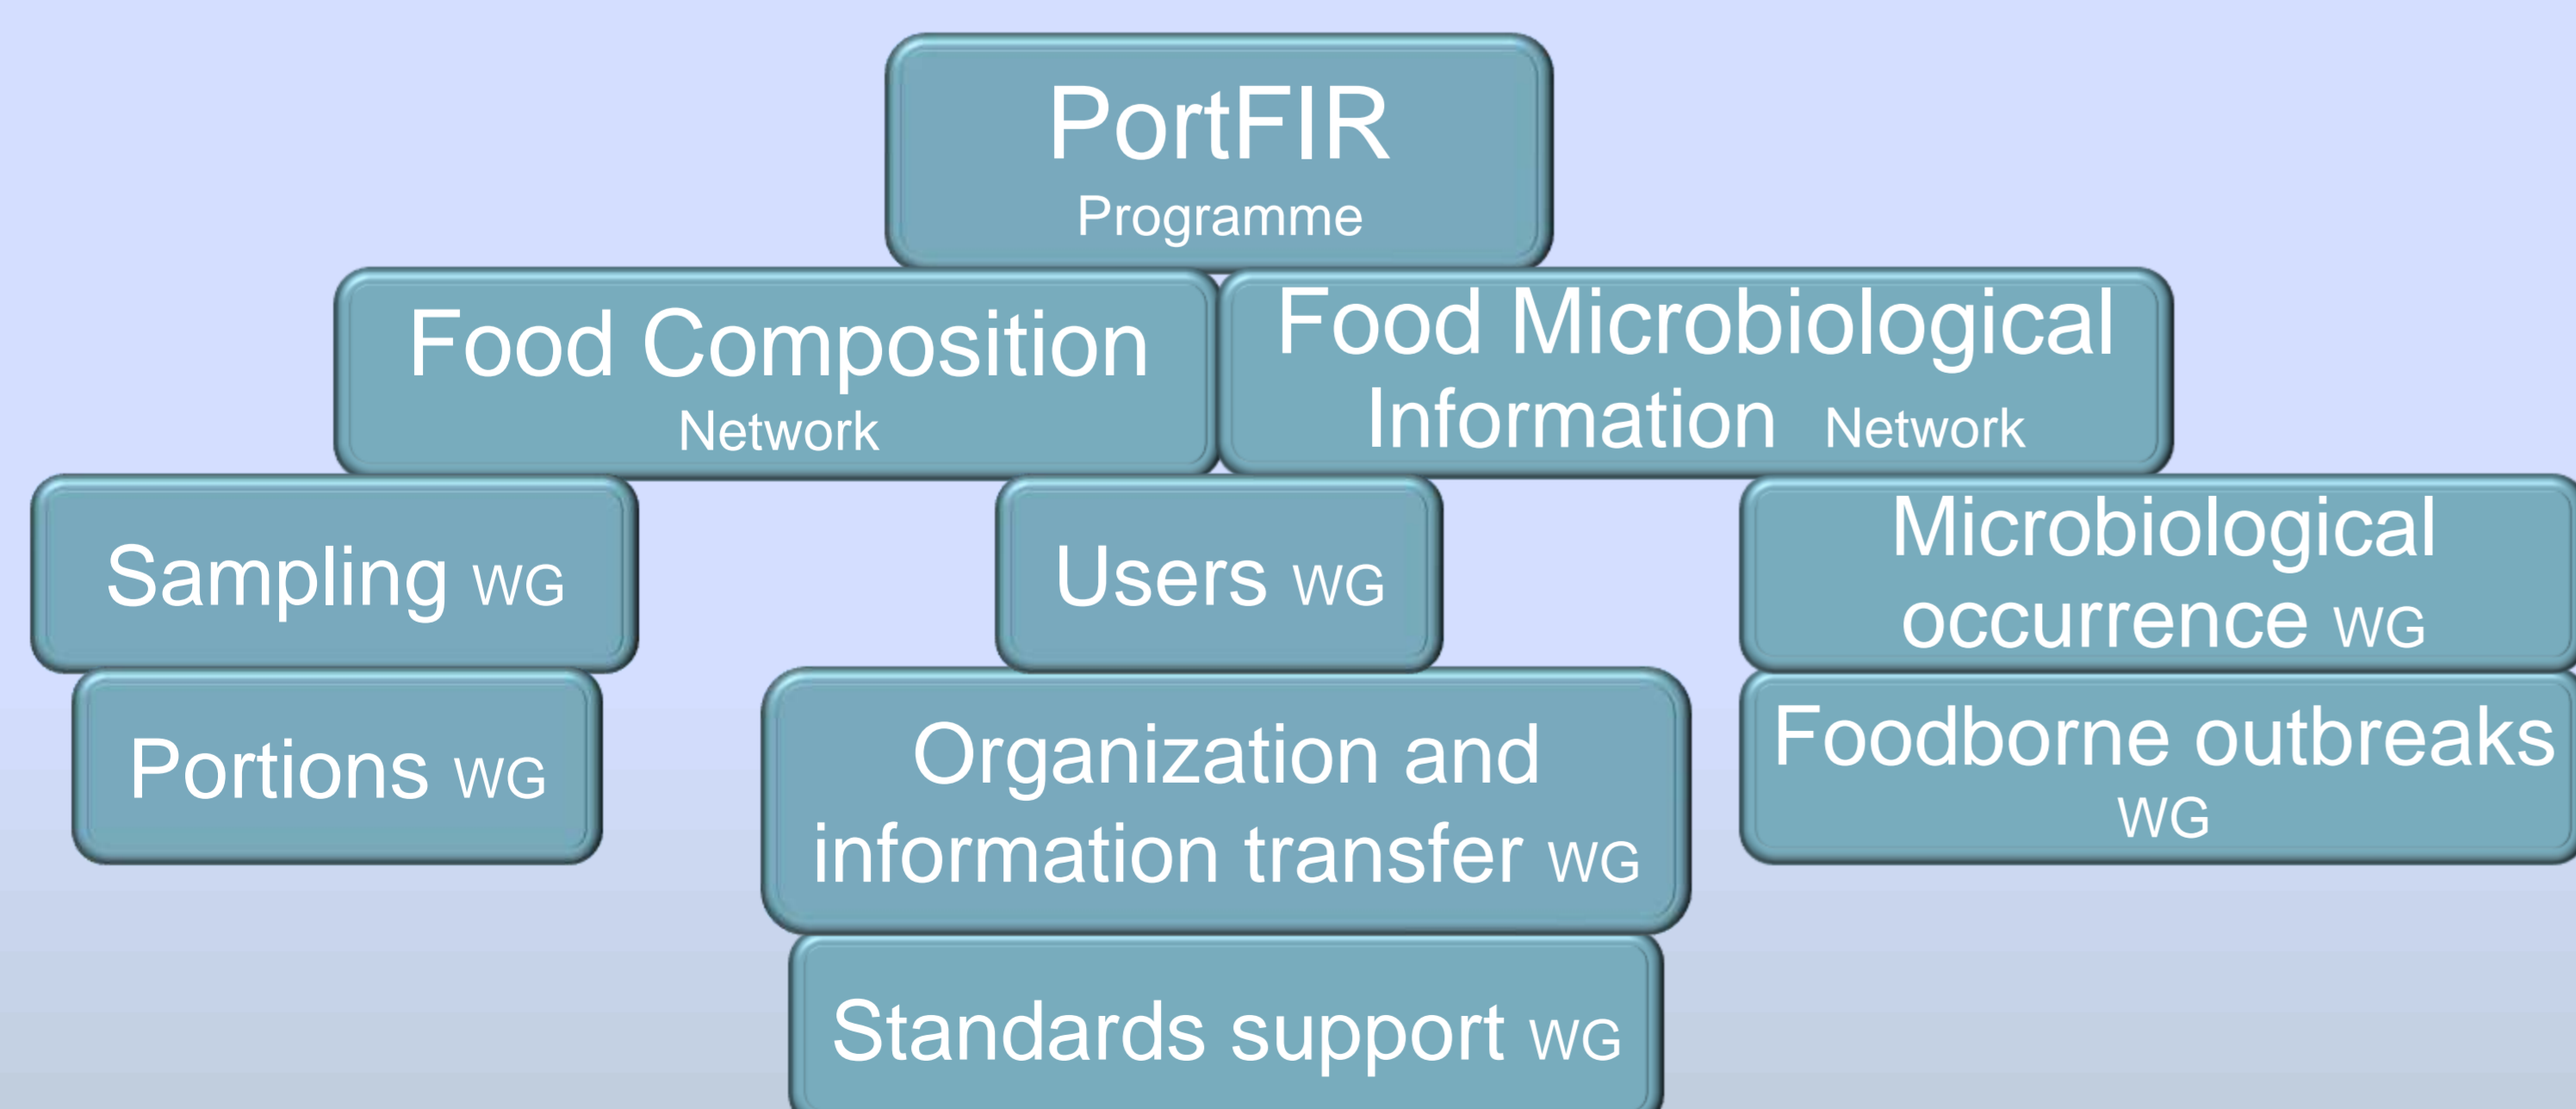 PortFIR
Programme
Food Composition
Network
Food Microbiological
Information Network
Sampling WG
Users WG
Microbiological
occurrence WG
Portions WG
Organization and
information transfer WG
Foodborne outbreaks
WG
Standards support WG